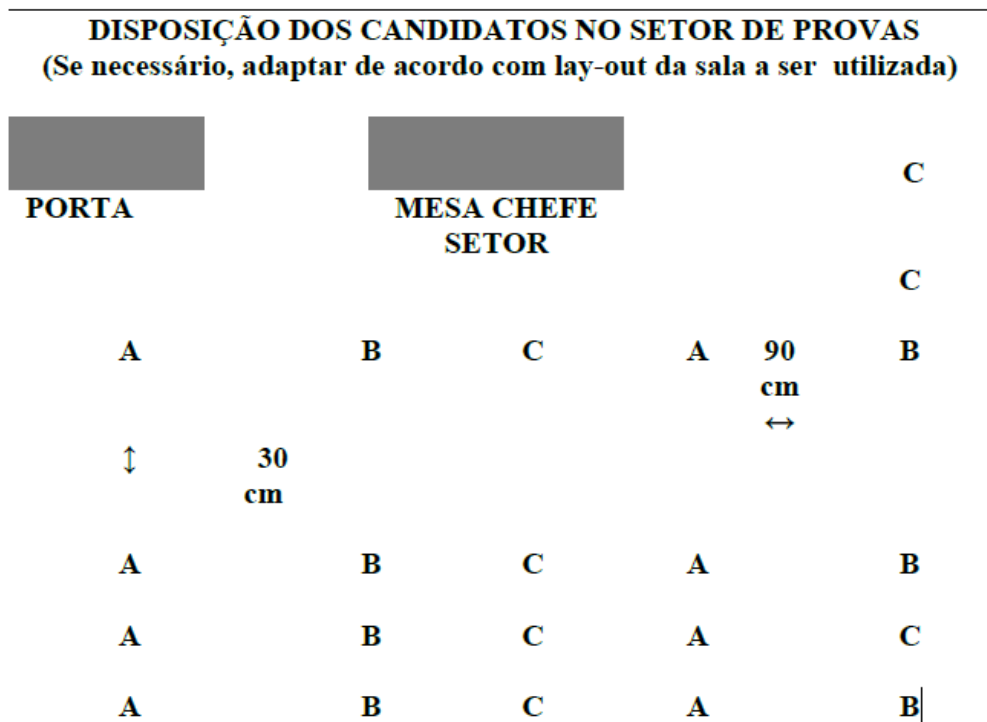 DISPOSIÇÃO DOS CANDIDATOS NO SETOR DE PROVAS
(Se necessário, adaptar de acordo com lay-out da sala a ser utilizada)
C
PORTA MESA CHEFE
SETOR
C
A B C A 90 B
cm
↔
↕ 30
cm
A B C A B
A B C A C
A B C A B